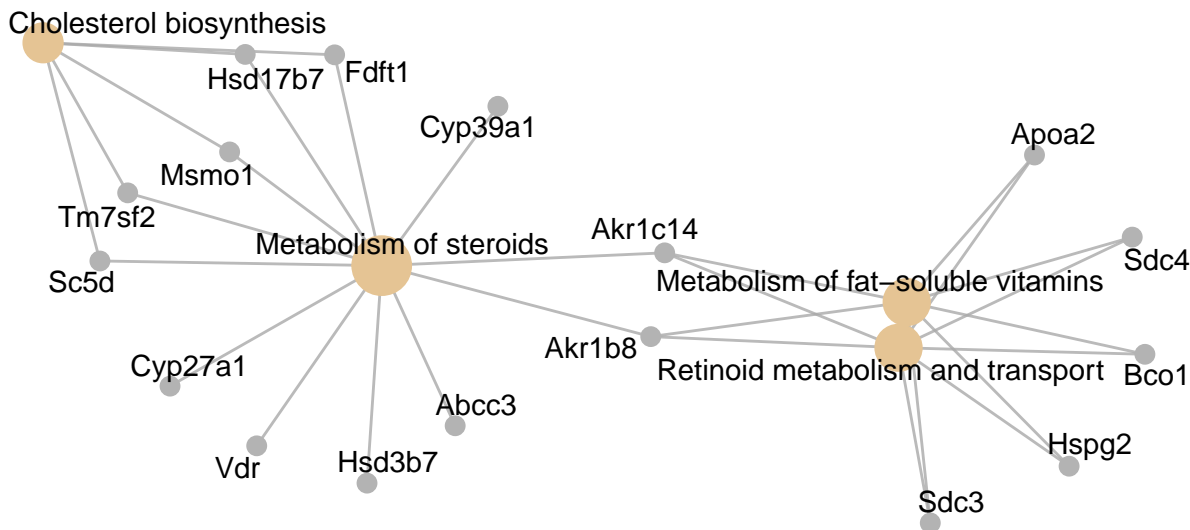 Cholesterol biosynthesis
Hsd17b7
Fdft1
Cyp39a1
Apoa2
Msmo1
Tm7sf2
Akr1c14
Metabolism of steroids
Sdc4
Sc5d
Metabolism of fat−soluble vitamins
Akr1b8
Cyp27a1
Retinoid metabolism and transport
Bco1
Abcc3
Hspg2
Vdr
Hsd3b7
Sdc3